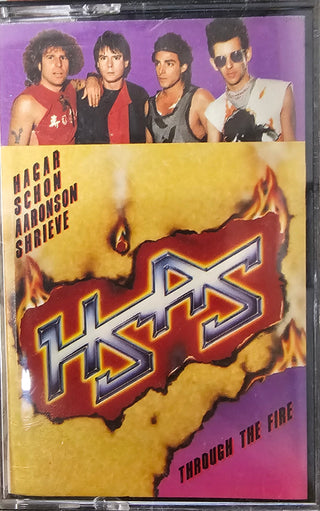 HAGAR
SCHON
AARONSON
SHRIEVE
HSAS
THROUGH THE FIRE